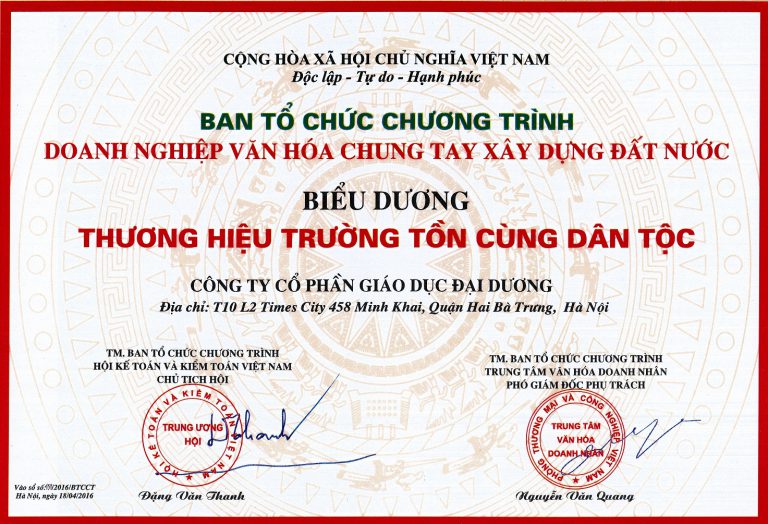 CỘNG HÒA XÃ HỘI CHỦ NGHĨA VIỆT NAM
Độc lập - Tự do - Hạnh phúc
BAN TỔ CHỨC CHƯƠNG TRÌNH
DOANH NGHIỆP VĂN HÓA CHUNG TAY XÂY DỰNG ĐẤT NƯỚC
BIỂU DƯƠNG
THƯƠNG HIỆU TRƯỜNG TỒN CÙNG DÂN TỘC
CÔNG TY CỔ PHẦN GIÁO DỤC ĐẠI DƯƠNG
Địa chỉ: T10 L2 Times City 458 Minh Khai, Quận Hai Bà Trưng, Hà Nội
TM. BAN TỔ CHỨC CHƯƠNG TRÌNH
HỘI KẾ TOÁN VÀ KIỂM TOÁN VIỆT NAM
CHỦ TỊCH HỘI
HỘI KẾ TOÁN VÀ KIỂM TOÁN VIỆT NAM
TRUNG ƯƠNG
HỘI
Đặng Văn Thanh
TM. BAN TỔ CHỨC CHƯƠNG TRÌNH
TRUNG TÂM VĂN HÓA DOANH NHÂN
PHÓ GIÁM ĐỐC PHỤ TRÁCH
PHÒNG THƯƠNG MẠI VÀ CÔNG NGHIỆP VIỆT NAM
TRUNG TÂM
VĂN HÓA
DOANH NHÂN
Nguyễn Văn Quang
Vào sổ số /2016/BTCCT
Hà Nội, ngày 18/04/2016